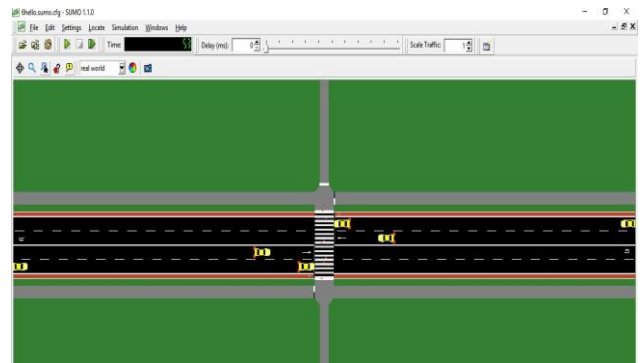 6hello.sumo.cfg - SUMO 1.1.0
File Edit Settings Locate Simulation Windows Help
Time: Delay (ms): 0 Scale Traffic: 1
real world